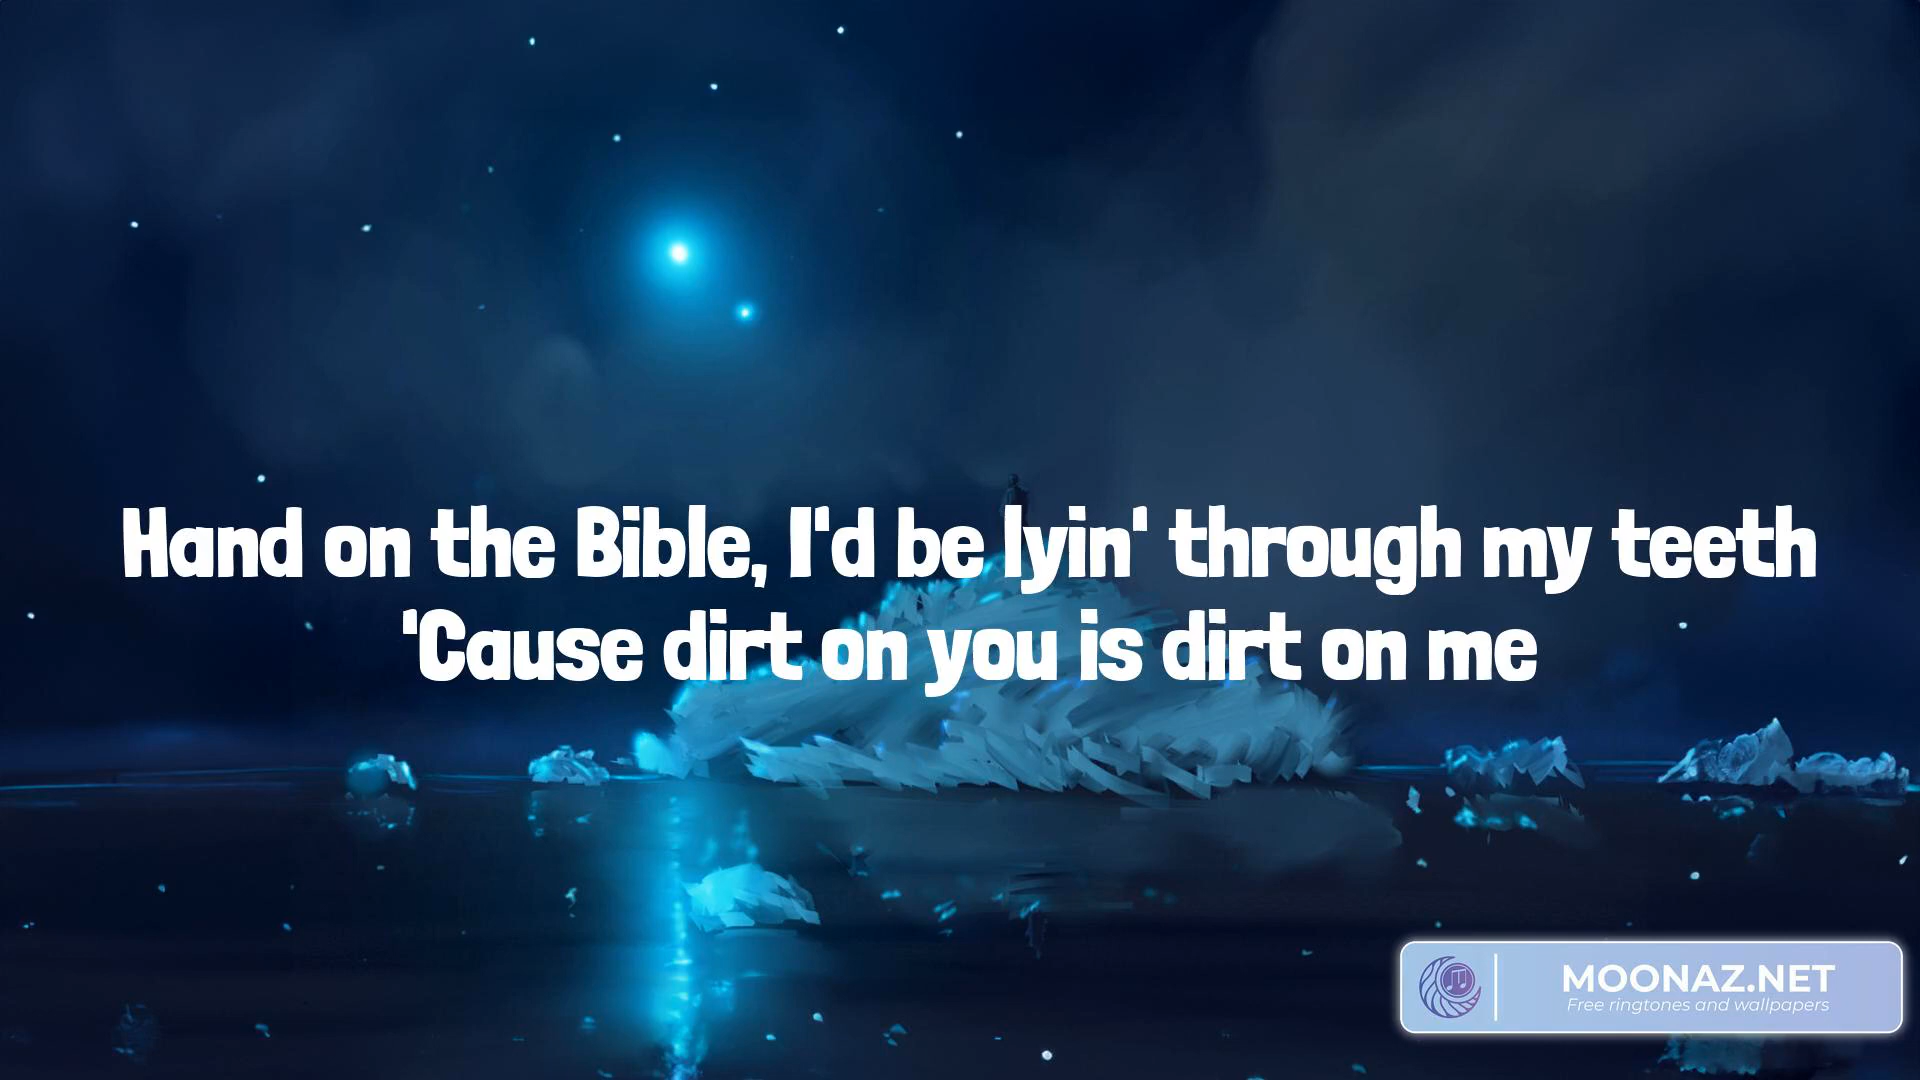 Hand on the Bible, I'd be lyin' through my teeth
'Cause dirt on you is dirt on me
MOONAZ.NET
Free ringtones and wallpapers